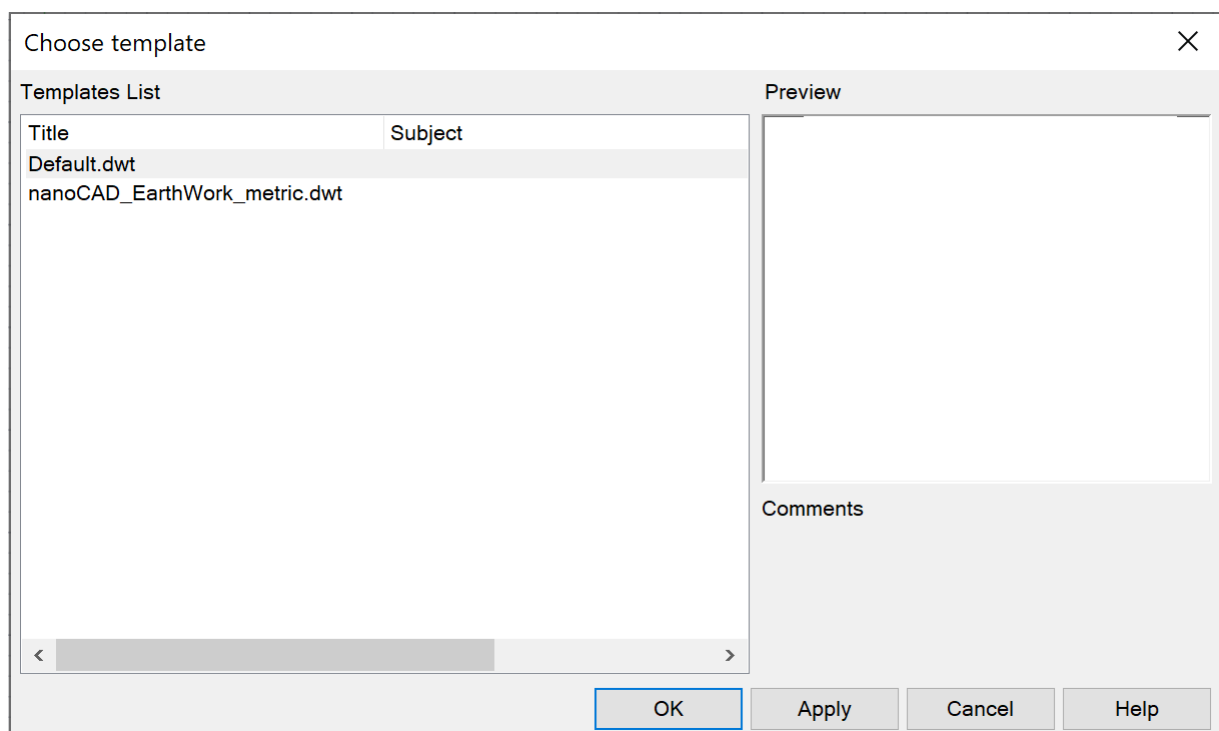 Choose template
Templates List
Preview
Title Subject
Default.dwt
nanoCAD_EarthWork_metric.dwt
Comments
OK Apply Cancel Help